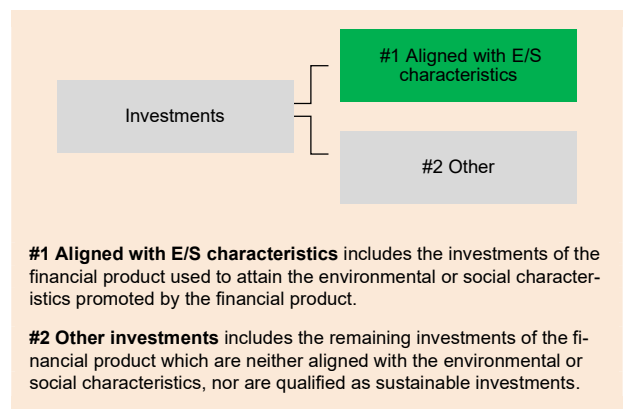 #1 Aligned with E/S
characteristics
Investments
#2 Other
#1 Aligned with E/S characteristics includes the investments of the
financial product used to attain the environmental or social character-
istics promoted by the financial product.
#2 Other investments includes the remaining investments of the fi-
nancial product which are neither aligned with the environmental or
social characteristics, nor are qualified as sustainable investments.